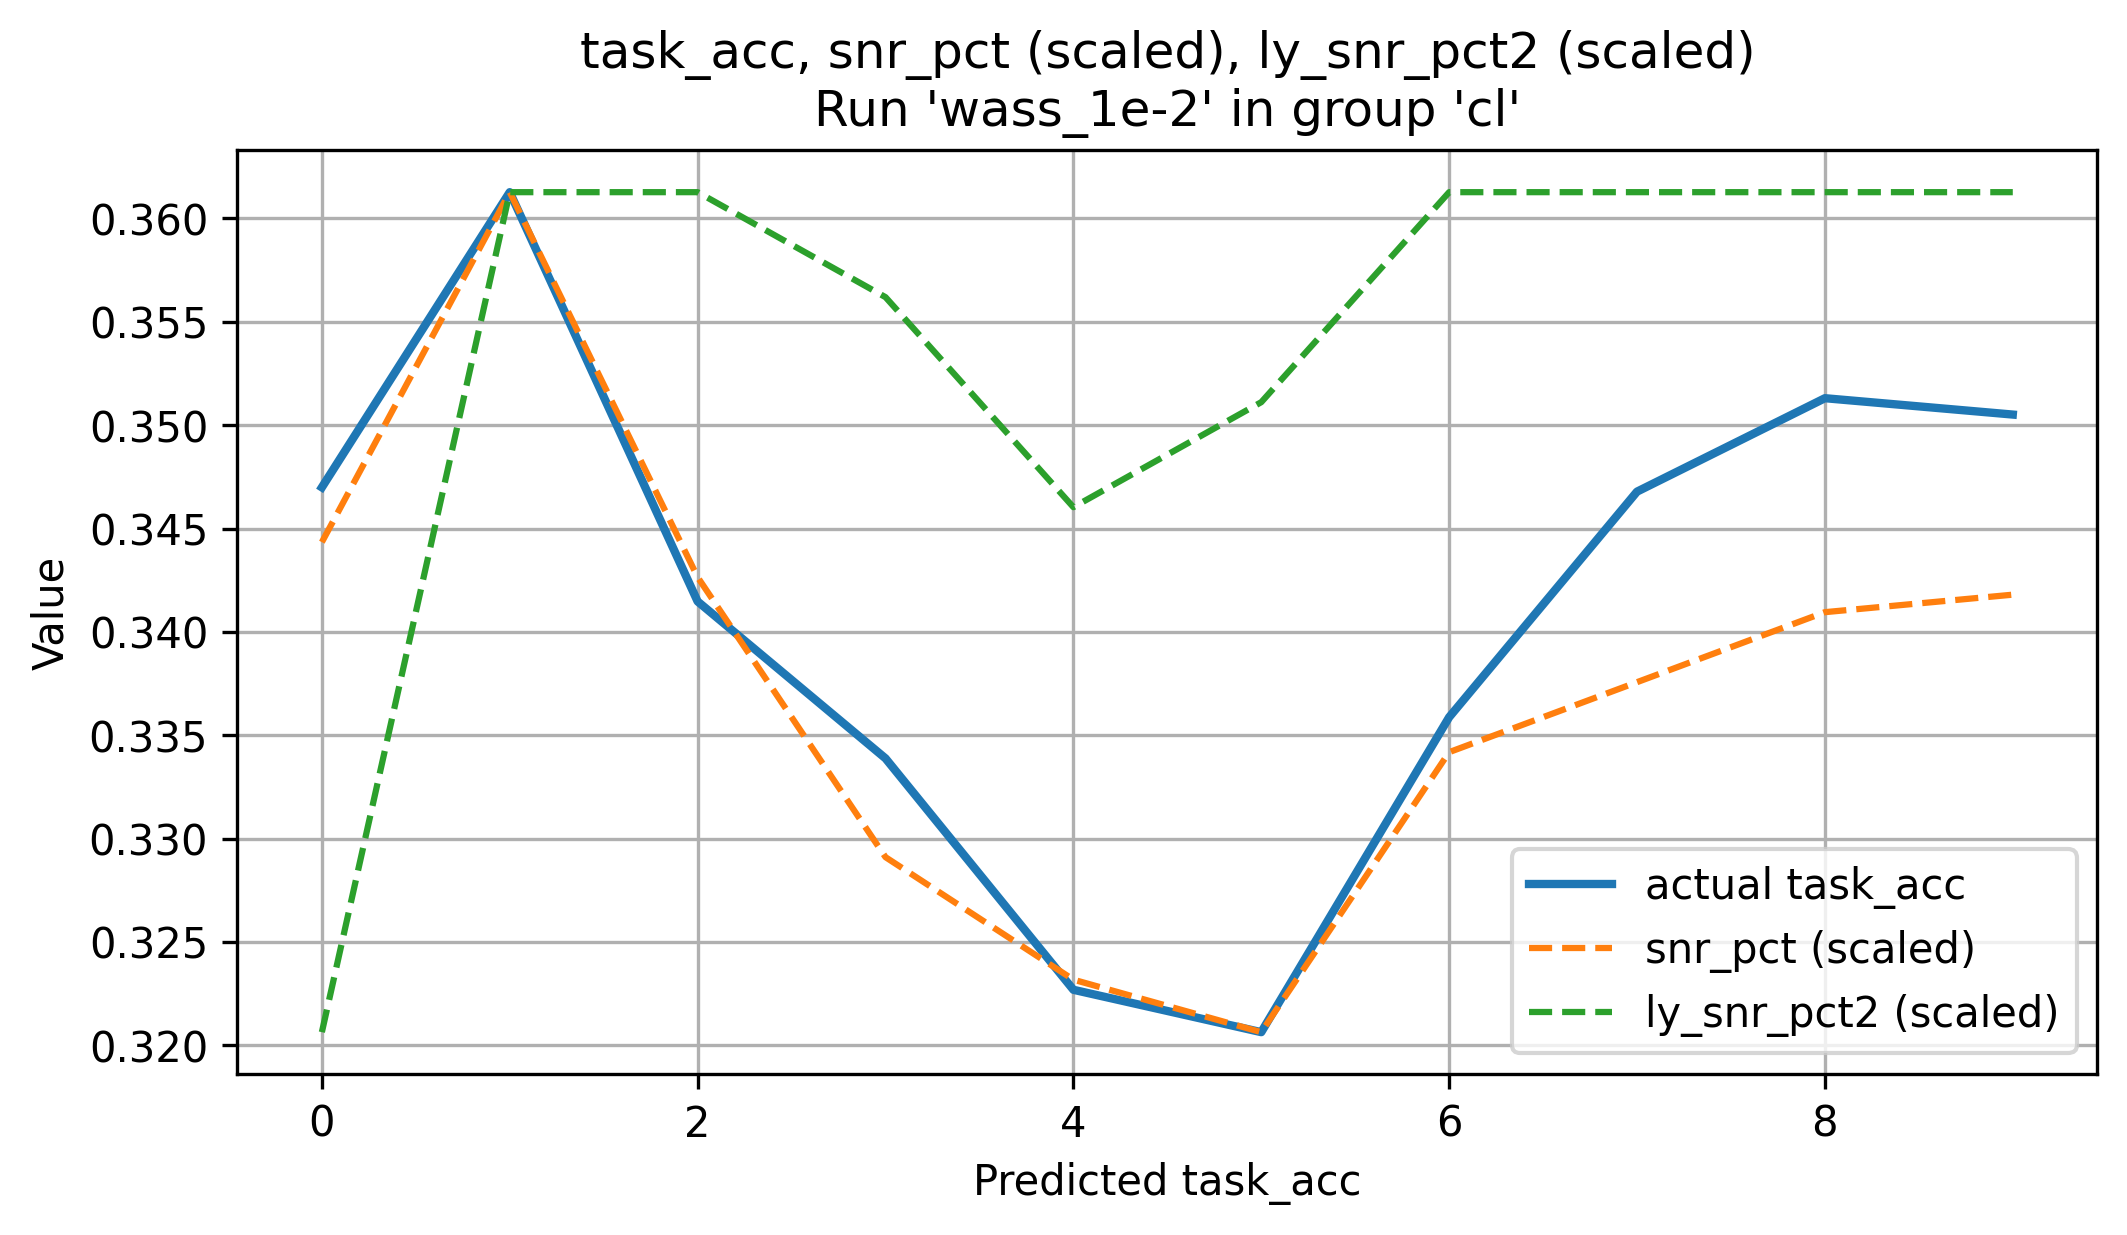 task_acc, snr_pct (scaled), ly_snr_pct2 (scaled)
Run 'wass_1e-2' in group 'cl'
0.360
0.355
0.350
0.345
0.340
0.335
0.330
0.325
0.320
Value
actual task_acc
snr_pct (scaled)
ly_snr_pct2 (scaled)
0 2 4 6 8
Predicted task_acc